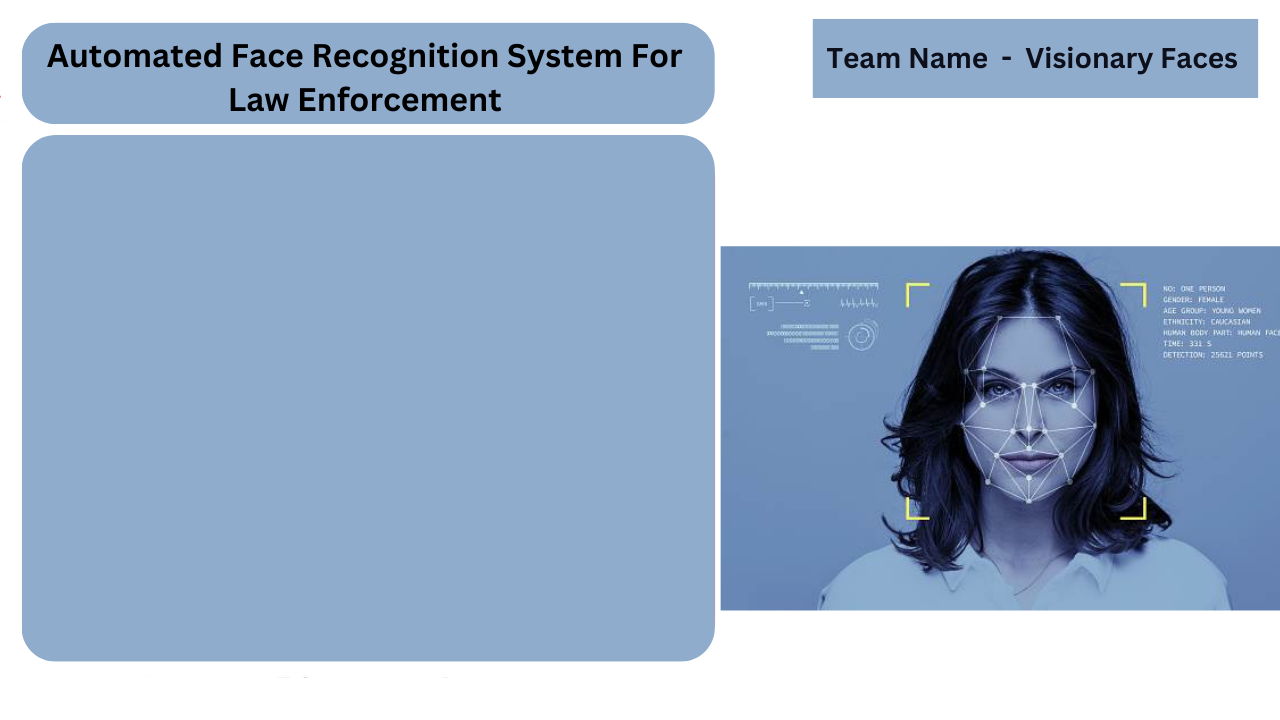 Automated Face Recognition System For
Law Enforcement
Team Name - Visionary Faces
NO: ONE PERSON
GENDER: FEMALE
AGE GROUP: YOUNG WOMEN
ETHNICITY: CAUCASIAN
HUMAN BODY PART: HUMAN FACE
TIME: 331 S
DETECTION: 25621 POINTS